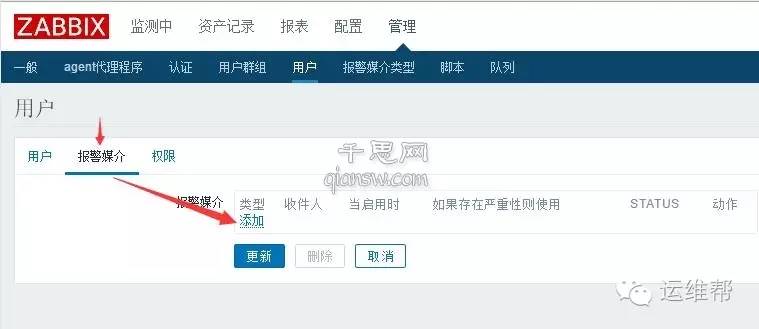 ZABBIX 监测中 资产记录 报表 配置 管理
一般 agent代理程序 认证 用户群组 用户 报警媒介类型 脚本 队列
用户
用户 报警媒介 权限
千思网
qiansw.com
报警媒介 类型 收件人 当启用时 如果存在严重性则使用 STATUS 动作
添加
更新 删除 取消
运维帮